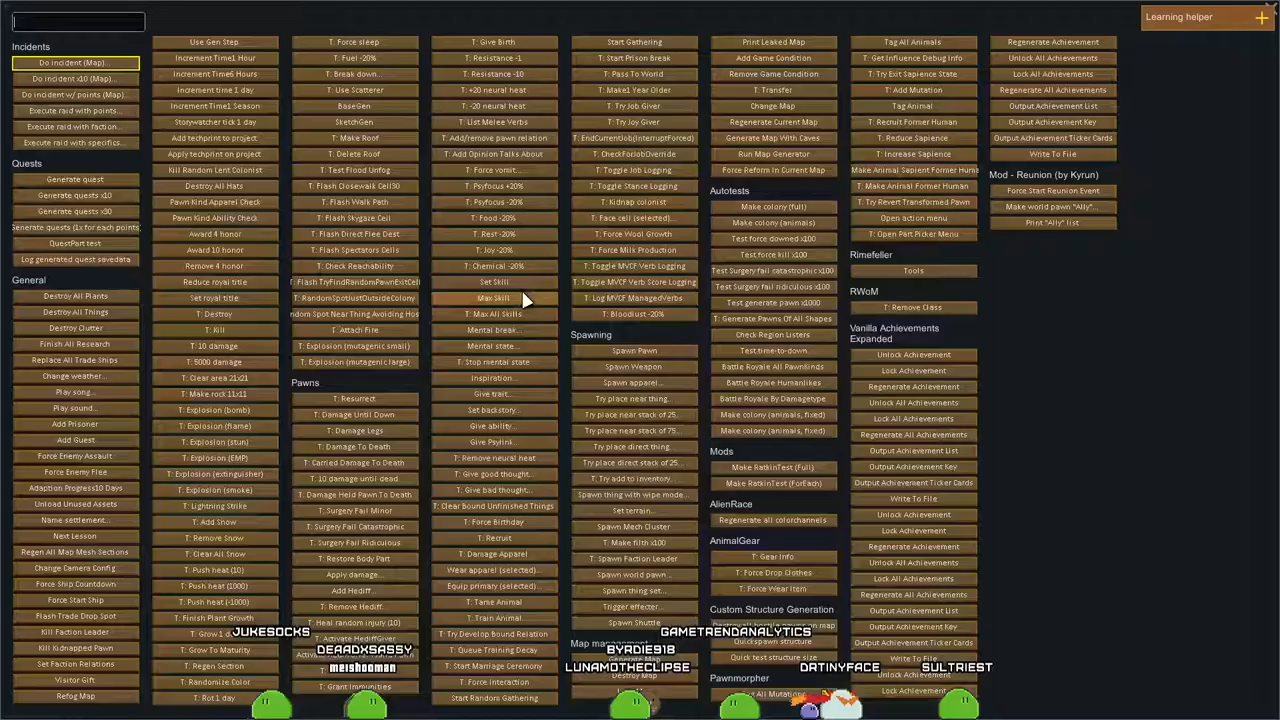 Learning helper
Incidents
Do incident (Map)...
Do incident x10 (Map)...
Do incident w/ points (Map)...
Execute raid with points...
Execute raid with faction...
Execute raid with specifics...
Quests
Generate quest
Generate quests x10
Generate quests x30
Generate quests (1x for each points)
QuestPart test
Log generated quest savedata
General
Destroy All Plants
Destroy All Things
Destroy Clutter
Finish All Research
Replace All Trade Ships
Change weather...
Play song...
Play sound...
Add Prisoner
Add Guest
Force Enemy Assault
Force Enemy Flee
Adaption Progress10 Days
Unload Unused Assets
Name settlement...
Next Lesson
Regen All Map Mesh Sections
Change Camera Config
Force Ship Countdown
Force Start Ship
Flash Trade Drop Spot
Kill Faction Leader
Kill Kidnapped Pawn
Set Faction Relations
Visitor Gift
Refog Map
Use Gen Step
Increment Time1 Hour
Increment Time6 Hours
Increment time 1 day
Increment Time1 Season
Storywatcher tick 1 day
Add techprint to project
Apply techprint on project
Kill Random Lent Colonist
Destroy All Hats
Pawn Kind Apparel Check
Pawn Kind Ability Check
Award 4 honor
Award 10 honor
Remove 4 honor
Reduce royal title
Set royal title
T: Destroy
T: Kill
T: 10 damage
T: 5000 damage
T: Clear area 21x21
T: Make rock 11x11
T: Explosion (bomb)
T: Explosion (flame)
T: Explosion (stun)
T: Explosion (EMP)
T: Explosion (extinguisher)
T: Explosion (smoke)
T: Lightning Strike
T: Add Snow
T: Remove Snow
T: Clear All Snow
T: Push heat (10)
T: Push heat (1000)
T: Push heat (-1000)
T: Finish Plant Growth
T: Grow 1
T: Grow To Maturity
T: Regen Section
T: Randomize Color
T: Rot 1 day
T: Force sleep
T: Fuel -20%
T: Break down...
T: Use Scatterer
BaseGen
SketchGen
T: Make Roof
T: Delete Roof
T: Test Flood Unfog
T: Flash Closewalk Cell30
T: Flash Walk Path
T: Flash Skygaze Cell
T: Flash Direct Flee Dest
T: Flash Spectators Cells
T: Check Reachability
T: Flash TryFindRandomPawnExitCell
T: RandomSpotJustOutsideColony
ndom Spot Near Thing Avoiding Hos
T: Attach Fire
T: Explosion (mutagenic small)
T: Explosion (mutagenic large)
Pawns
T: Resurrect
T: Damage Until Down
T: Damage Legs
T: Damage To Death
T: Carried Damage To Death
T: 10 damage until dead
T: Damage Held Pawn To Death
T: Surgery Fail Minor
T: Surgery Fail Catastrophic
T: Surgery Fail Ridiculous
T: Restore Body Part
Apply damage...
Add Hediff...
T: Remove Hediff...
T: Heal random injury (10)
T: Activate HediffGiver
T: Grant Immunities
T: Give Birth
T: Resistance -1
T: Resistance -10
T: +20 neural heat
T: -20 neural heat
T: List Melee Verbs
T: Add/remove pawn relation
T: Add Opinion Talks About
T: Force vomit...
T: Psyfocus +20%
T: Psyfocus -20%
T: Food -20%
T: Rest -20%
T: Joy -20%
T: Chemical -20%
Set Skill
Max Skill
T: Max All Skills
Mental break...
Mental state...
T: Stop mental state
Inspiration...
Give trait...
Set backstory...
Give ability...
Give Psylink...
T: Remove neural heat
T: Give good thought...
T: Give bad thought...
T: Clear Bound Unfinished Things
T: Force Birthday
T: Recruit
T: Damage Apparel
Wear apparel (selected)...
Equip primary (selected)...
T: Tame Animal
T: Train Animal
T: Try Develop Bound Relation
T: Queue Training Decay
T: Start Marriage Ceremony
T: Force Interaction
Start Random Gathering
Start Gathering
T: Start Prison Break
T: Pass To World
T: Make1 Year Older
T: Try Job Giver
T: Try Joy Giver
T: EndCurrentJob(InterruptForced)
T: CheckForJobOverride
T: Toggle Job Logging
T: Toggle Stance Logging
T: Kidnap colonist
T: Face cell (selected)...
T: Force Wool Growth
T: Force Milk Production
T: Toggle MVCF Verb Logging
T: Toggle MVCF Verb Score Logging
T: Log MVCF ManagedVerbs
T: Bloodlust -20%
Spawning
Spawn Pawn
Spawn Weapon
Spawn apparel...
Try place near thing...
Try place near stack of 25...
Try place near stack of 75...
Try place direct thing...
Try place direct stack of 25...
Try add to inventory...
Spawn thing with wipe mode...
Set terrain...
Spawn Mech Cluster
T: Make filth x100
T: Spawn Faction Leader
Spawn world pawn...
Spawn thing set...
Trigger effecter...
Spawn Shuttle
Map management
Generate Map
Destroy Map
Print Leaked Map
Add Game Condition
Remove Game Condition
T: Transfer
Change Map
Regenerate Current Map
Generate Map With Caves
Run Map Generator
Force Reform In Current Map
Autotests
Make colony (full)
Make colony (animals)
Test force downed x100
Test force kill x100
Test Surgery fail catastrophic x100
Test Surgery fail ridiculous x100
Test generate pawn x1000
T: Generate Pawns Of All Shapes
Check Region Listers
Test time-to-down...
Battle Royale All PawnKinds
Battle Royale Humanlikes
Battle Royale By Damagetype
Make colony (animals, fixed)
Make colony (animals, fixed)
Mods
Make RatkinTest (Full)
Make RatkinTest (ForEach)
AlienRace
Regenerate all colorchannels
AnimalGear
T: Gear Info
T: Force Drop Clothes
T: Force Wear Item
Custom Structure Generation
Destroy all hostile pawns on map
Quickspawn structure
Quick test structure size
Pawnmorpher
Tag All Mutations
Tag All Animals
T: Get Influence Debug Info
T: Try Exit Sapience State
T: Add Mutation
Tag Animal
T: Recruit Former Human
T: Reduce Sapience
T: Increase Sapience
Make Animal Sapient Former Huma
T: Make Animal Former Human
T: Try Revert Transformed Pawn
Open action menu
T: Open Part Picker Menu
Rimefeller
Tools
RWoM
T: Remove Class
Vanilla Achievements
Expanded
Unlock Achievement
Lock Achievement
Regenerate Achievement
Unlock All Achievements
Lock All Achievements
Regenerate All Achievements
Output Achievement List
Output Achievement Key
Output Achievement Ticker Cards
Write To File
Unlock Achievement
Lock Achievement
Regenerate Achievement
Unlock All Achievements
Lock All Achievements
Regenerate All Achievements
Output Achievement List
Output Achievement Key
Output Achievement Ticker Cards
Write To File
Unlock Achievement
Lock Achievement
Regenerate Achievement
Unlock All Achievements
Lock All Achievements
Regenerate All Achievements
Output Achievement List
Output Achievement Key
Output Achievement Ticker Cards
Write To File
Mod - Reunion (by Kyrun)
Force Start Reunion Event
Make world pawn "Ally"...
Print "Ally" list
JUKESOCKS
DEAADXSASSY
MEISHOOMAN
GAMETRENDANALYTICS
BYRDIE918
LUNAMOTHECLIPSE
DATINYFACE
SULTRIEST